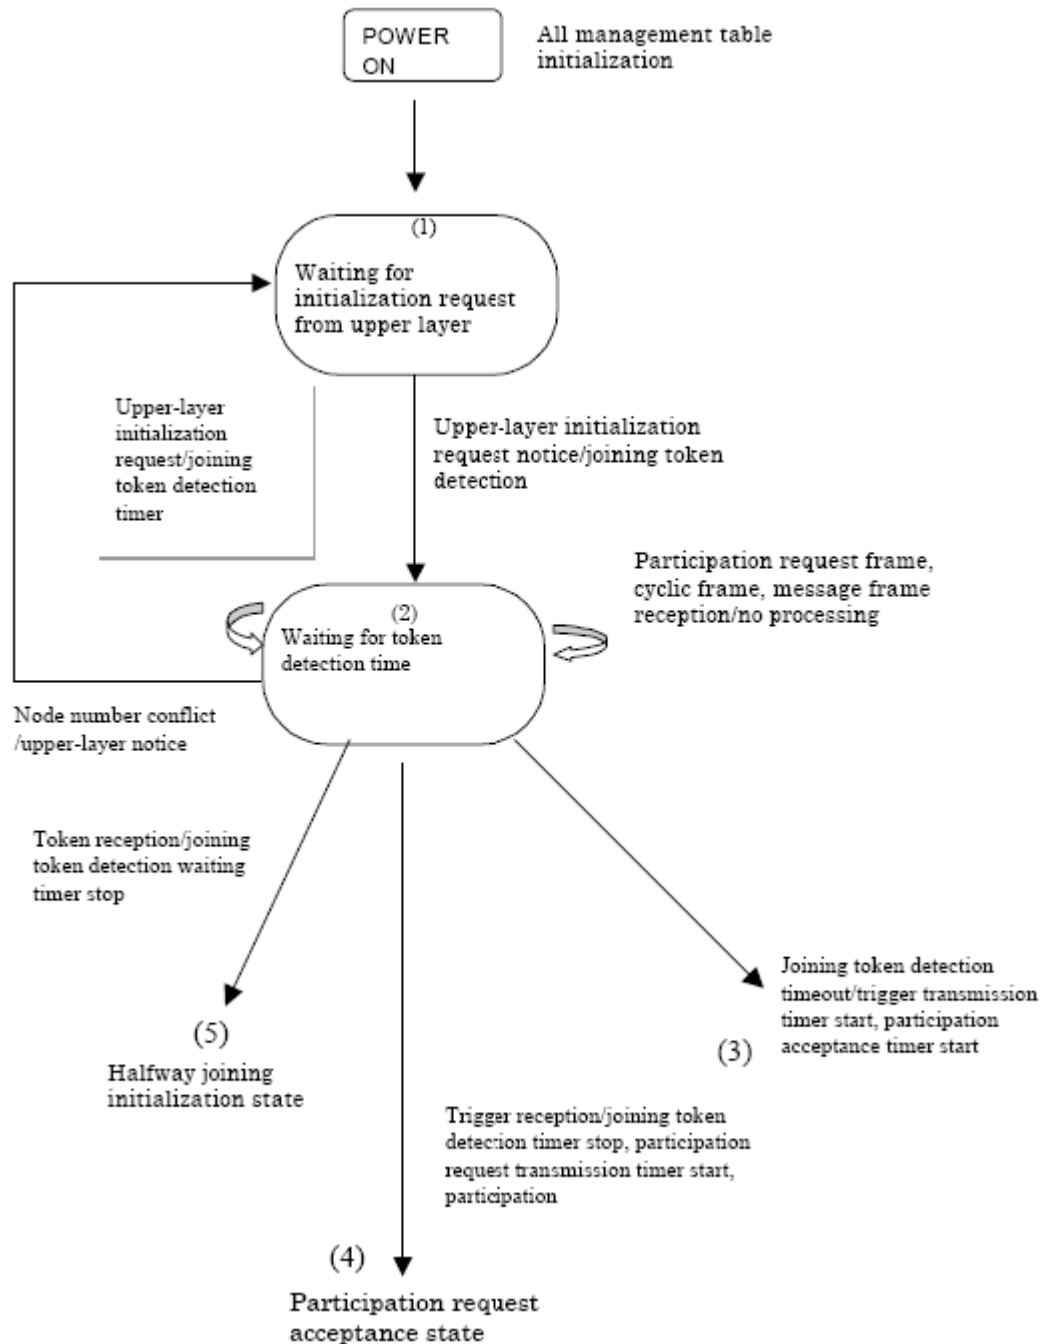 POWER
ON
All management table
initialization
(1)
Waiting for
initialization request
from upper layer
Upper-layer
initialization
request/joining
token detection
timer
Upper-layer initialization
request notice/joining token
detection
Participation request frame,
cyclic frame, message frame
reception/no processing
(2)
Waiting for token
detection time
Node number conflict
/upper-layer notice
Token reception/joining
token detection waiting
timer stop
Joining token detection
timeout/trigger transmission
timer start, participation
acceptance timer start
(3)
(5)
Halfway joining
initialization state
Trigger reception/joining token
detection timer stop, participation
request transmission timer start,
participation
(4)
Participation request
acceptance state